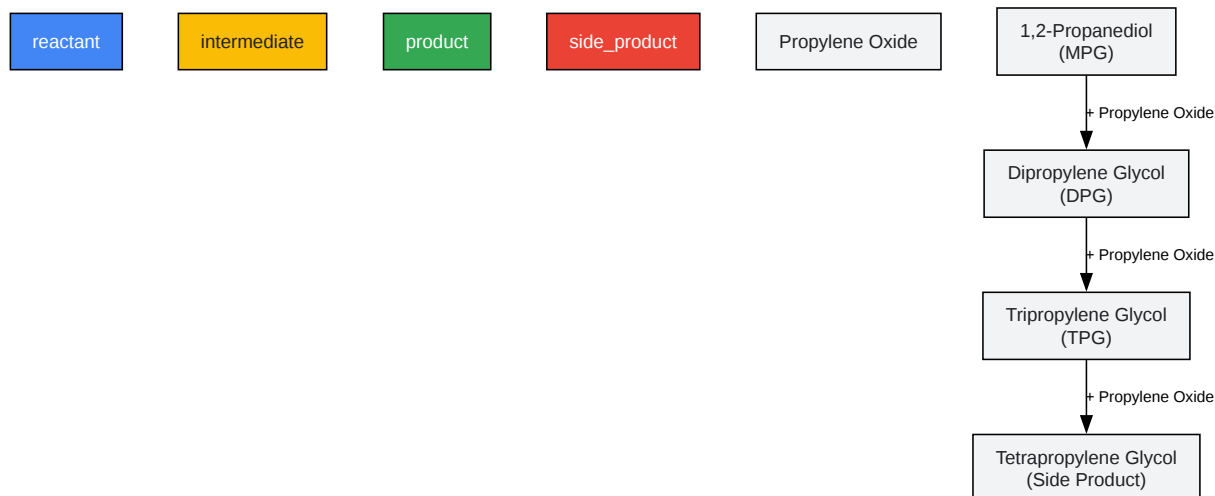 reactant
intermediate
product
side_product
Propylene Oxide
1,2-Propanediol
(MPG)
+ Propylene Oxide
Dipropylene Glycol
(DPG)
+ Propylene Oxide
Tripropylene Glycol
(TPG)
+ Propylene Oxide
Tetrapropylene Glycol
(Side Product)